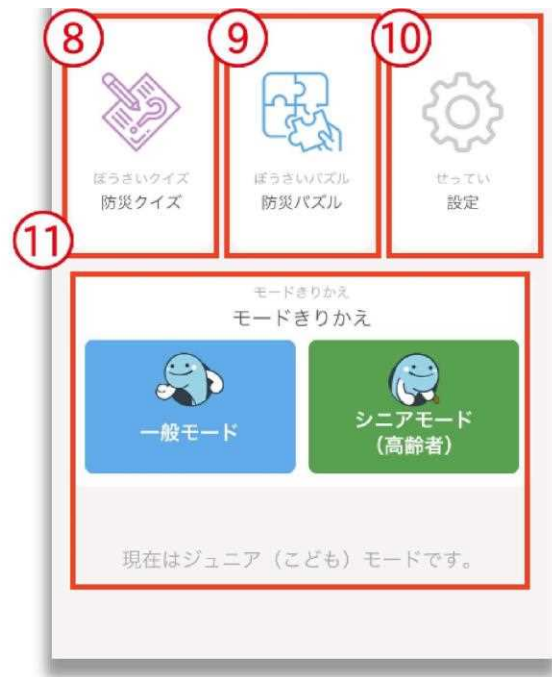 ⑧
⑨
⑩
ぼうさいクイズ
防災クイズ
ぼうさいパズル
防災パズル
せってい
設定
⑪
モードきりかえ
モードきりかえ
一般モード
シニアモード
（高齢者）
現在はジュニア（こども）モードです。